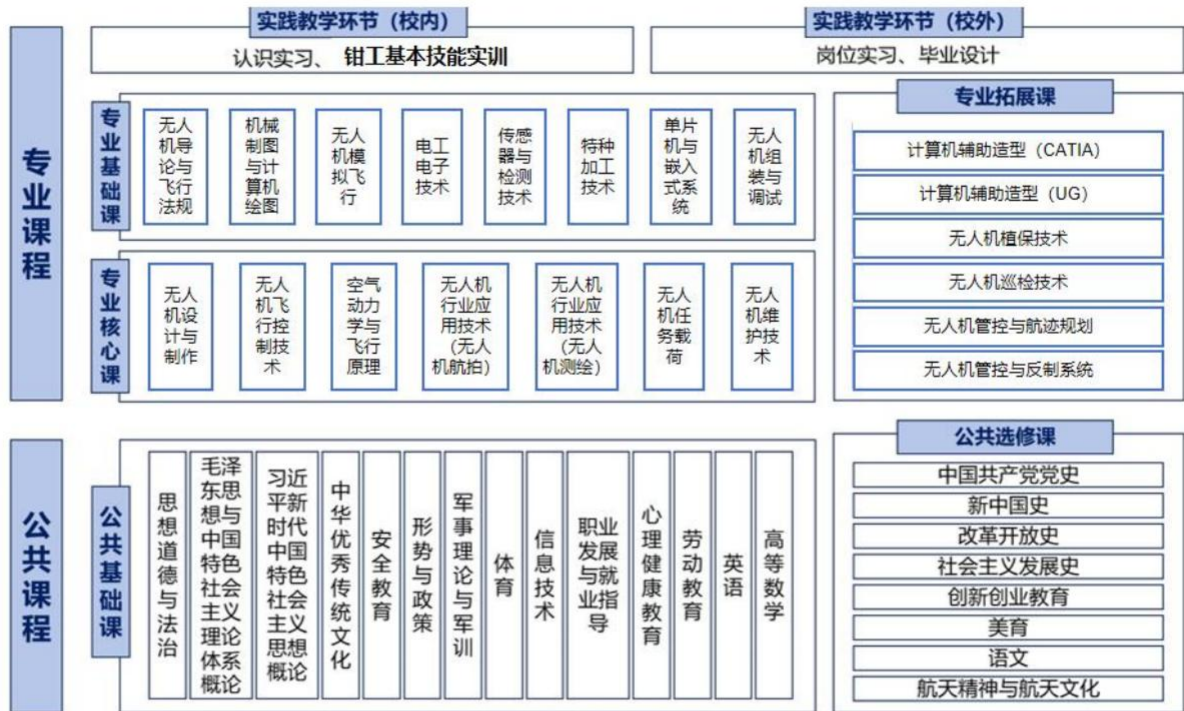 实践教学环节（校内）
实践教学环节（校外）
认识实习、 钳工基本技能实训
岗位实习、毕业设计
专业课程
专业基础课
无人
机导
论与
飞行
法规
机械
制图
与计
算机
绘图
无人
机模
拟飞
行
电工
电子
技术
传感
器与
检测
技术
特种
加工
技术
单片
机与
嵌入
式系
统
无人
机组
装与
调试
专业核心课
无人
机设
计与
制作
无人
机飞
行控
制技
术
空气
动力
学与
飞行
原理
无人机
行业应
用技术
（无人
机航拍）
无人机
行业应
用技术
（无人
机测绘）
无人
机任
务载
荷
无人
机维
护技
术
专业拓展课
计算机辅助造型（CATIA）
计算机辅助造型（UG）
无人机植保技术
无人机巡检技术
无人机管控与航迹规划
无人机管控与反制系统
公共课程
公共基础课
思想道德与法治
毛泽
东思
想与
中国
特色
社会
主义
理论
体系
概论
习近
平新
时代
中国
特色
社会
主义
思想
概论
中华优秀传统文化
安全教育
形势与政策
军事理论与军训
体育
信息技术
职业
发展
与就
业指
导
心理健康教育
劳动教育
英语
高等数学
公共选修课
中国共产党党史
新中国史
改革开放史
社会主义发展史
创新创业教育
美育
语文
航天精神与航天文化